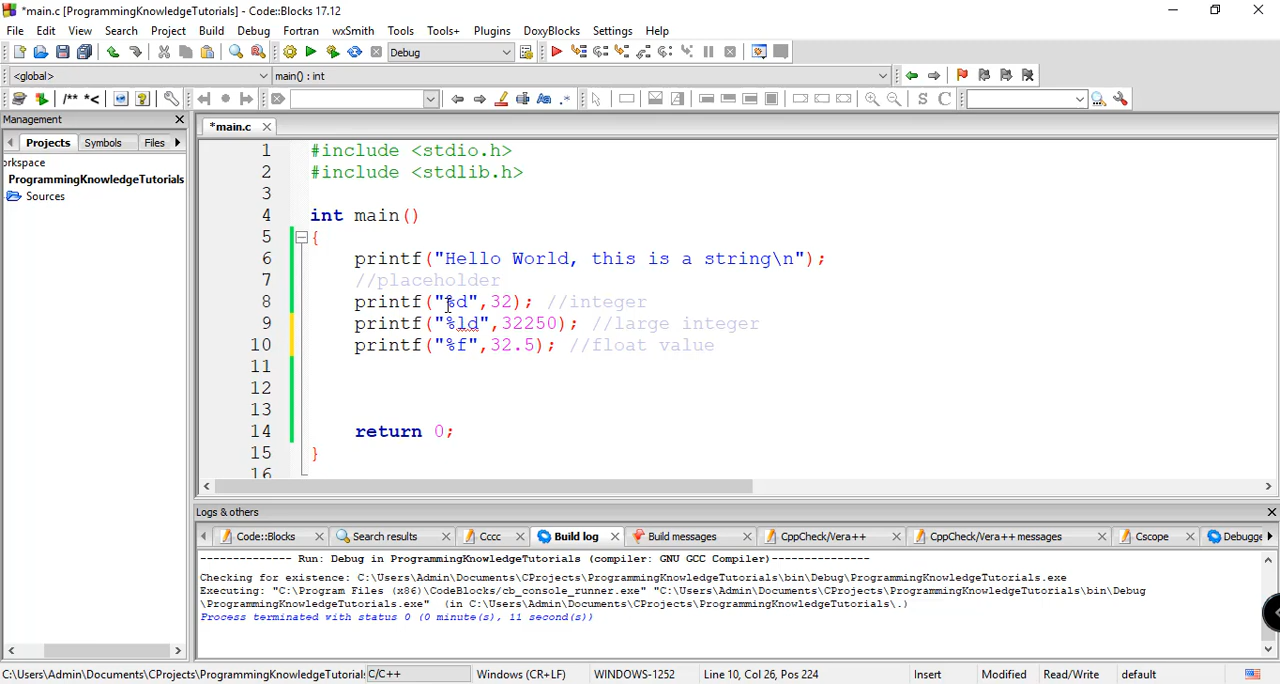 *main.c [ProgrammingKnowledgeTutorials] - Code::Blocks 17.12
File Edit View Search Project Build Debug Fortran wxSmith Tools Tools+ Plugins DoxyBlocks Settings Help
Debug
<global> main() : int
/** *<
S C
Management
Projects Symbols Files
*main.c
orkspace
ProgrammingKnowledgeTutorials
Sources
1 #include <stdio.h>
2 #include <stdlib.h>
3
4 int main()
5 {
6 printf("Hello World, this is a string\n");
7 //placeholder
8 printf("%d",32); //integer
9 printf("%ld",32250); //large integer
10 printf("%f",32.5); //float value
11
12
13
14 return 0;
15 }
16
Logs & others
Code::Blocks Search results Cccc Build log Build messages CppCheck/Vera++ CppCheck/Vera++ messages Cscope Debugge
-------------- Run: Debug in ProgrammingKnowledgeTutorials (compiler: GNU GCC Compiler)---------------
Checking for existence: C:\Users\Admin\Documents\CProjects\ProgrammingKnowledgeTutorials\bin\Debug\ProgrammingKnowledgeTutorials.exe
Executing: "C:\Program Files (x86)\CodeBlocks/cb_console_runner.exe" "C:\Users\Admin\Documents\CProjects\ProgrammingKnowledgeTutorials\bin\Debug
\ProgrammingKnowledgeTutorials.exe" (in C:\Users\Admin\Documents\CProjects\ProgrammingKnowledgeTutorials\.)
Process terminated with status 0 (0 minute(s), 11 second(s))
C:\Users\Admin\Documents\CProjects\ProgrammingKnowledgeTutorials C/C++ Windows (CR+LF) WINDOWS-1252 Line 10, Col 26, Pos 224 Insert Modified Read/Write default